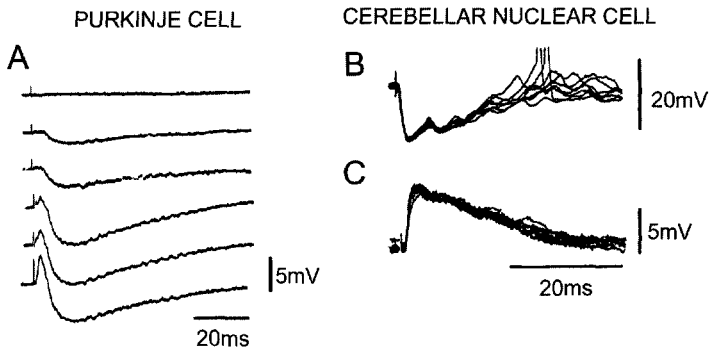 PURKINJE CELL
CEREBELLAR NUCLEAR CELL
A
5mV
20ms
B
20mV
C
5mV
20ms